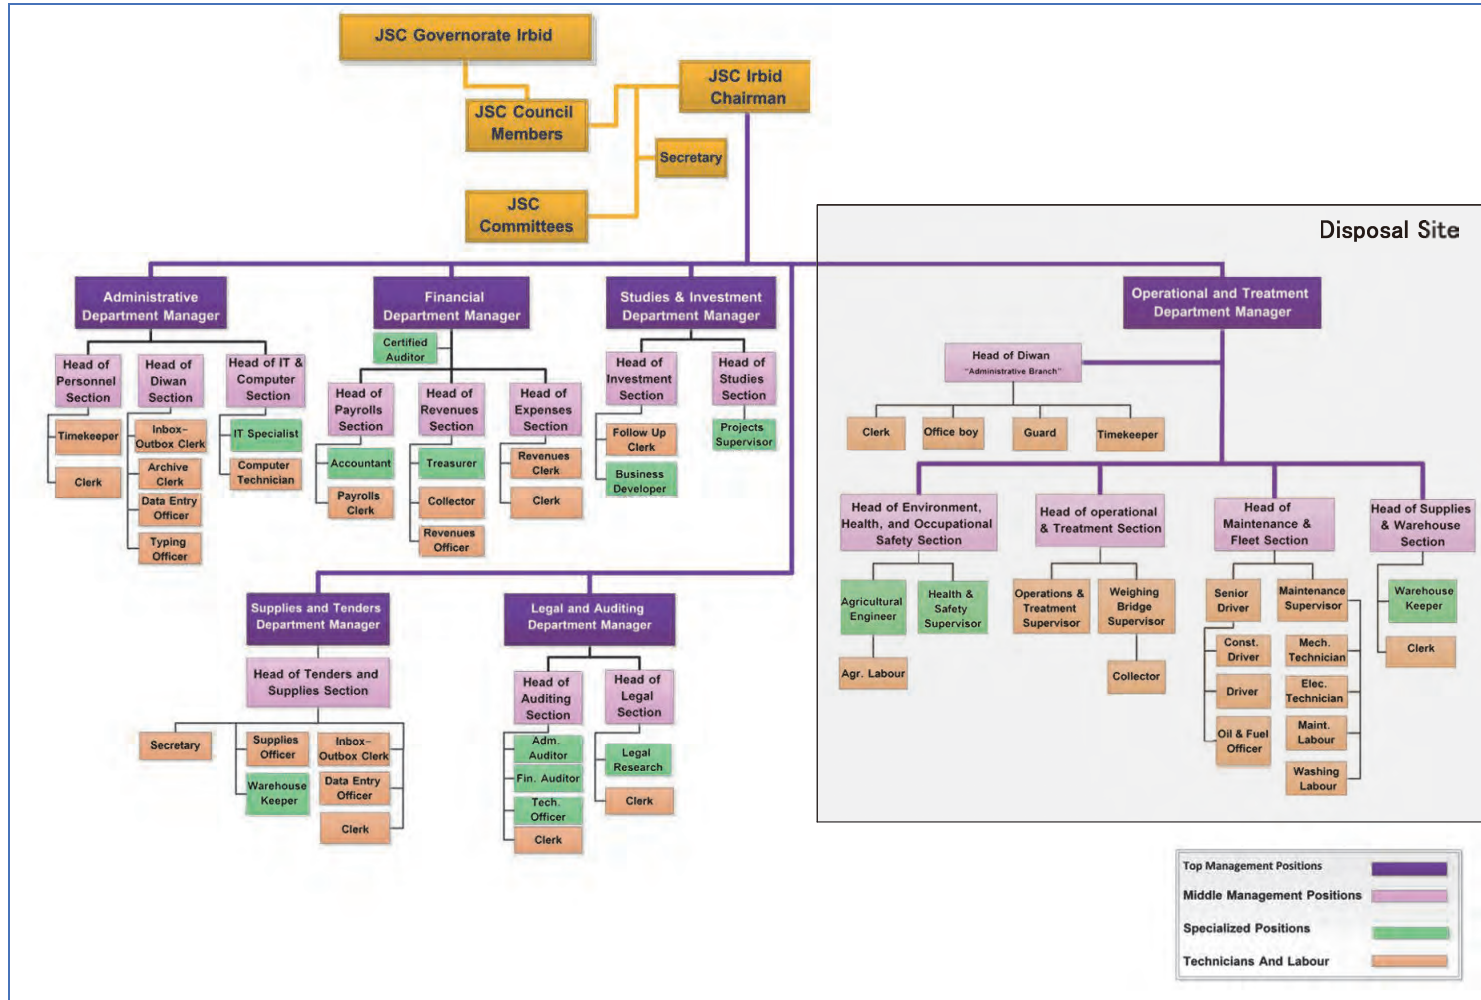 JSC Governorate Irbid
JSC Irbid
Chairman
JSC Council
Members
Secretary
JSC
Committees
Disposal Site
Administrative
Department Manager
Financial
Department Manager
Studies & Investment
Department Manager
Operational and Treatment
Department Manager
Certified
Auditor
Head of
Personnel
Section
Head of
Diwan
Section
Head of IT &
Computer
Section
Timekeeper
Clerk
Inbox-
Outbox Clerk
Archive
Clerk
Data Entry
Officer
Typing
Officer
IT Specialist
Computer
Technician
Head of
Payrolls
Section
Head of
Revenues
Section
Head of
Expenses
Section
Accountant
Payrolls
Clerk
Treasurer
Collector
Revenues
Officer
Revenues
Clerk
Clerk
Head of
Investment
Section
Head of
Studies
Section
Follow Up
Clerk
Business
Developer
Projects
Supervisor
Head of Diwan
"Administrative Branch"
Clerk
Office boy
Guard
Timekeeper
Head of Environment,
Health, and Occupational
Safety Section
Head of operational
& Treatment Section
Head of
Maintenance &
Fleet Section
Head of Supplies
& Warehouse
Section
Agricultural
Engineer
Health &
Safety
Supervisor
Agr. Labour
Operations &
Treatment
Supervisor
Weighing
Bridge
Supervisor
Collector
Senior
Driver
Const.
Driver
Driver
Oil & Fuel
Officer
Maintenance
Supervisor
Mech.
Technician
Elec.
Technician
Maint.
Labour
Washing
Labour
Warehouse
Keeper
Clerk
Supplies and Tenders
Department Manager
Legal and Auditing
Department Manager
Head of Tenders and
Supplies Section
Secretary
Supplies
Officer
Warehouse
Keeper
Inbox-
Outbox Clerk
Data Entry
Officer
Clerk
Head of
Auditing
Section
Head of
Legal
Section
Adm.
Auditor
Fin. Auditor
Tech.
Officer
Clerk
Legal
Research
Clerk
Top Management Positions
Middle Management Positions
Specialized Positions
Technicians And Labour